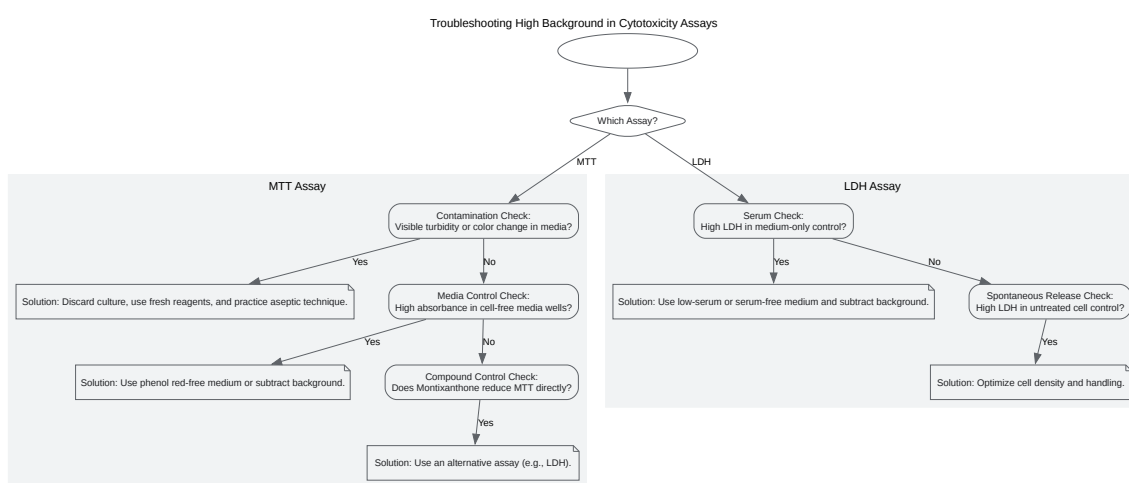 Troubleshooting High Background in Cytotoxicity Assays
Which Assay?
MTT
LDH
MTT Assay
Contamination Check:
Visible turbidity or color change in media?
Yes
No
Solution: Discard culture, use fresh reagents, and practice aseptic technique.
Media Control Check:
High absorbance in cell-free media wells?
Yes
No
Solution: Use phenol red-free medium or subtract background.
Compound Control Check:
Does Montixanthone reduce MTT directly?
Yes
Solution: Use an alternative assay (e.g., LDH).
LDH Assay
Serum Check:
High LDH in medium-only control?
Yes
No
Solution: Use low-serum or serum-free medium and subtract background.
Spontaneous Release Check:
High LDH in untreated cell control?
Yes
Solution: Optimize cell density and handling.